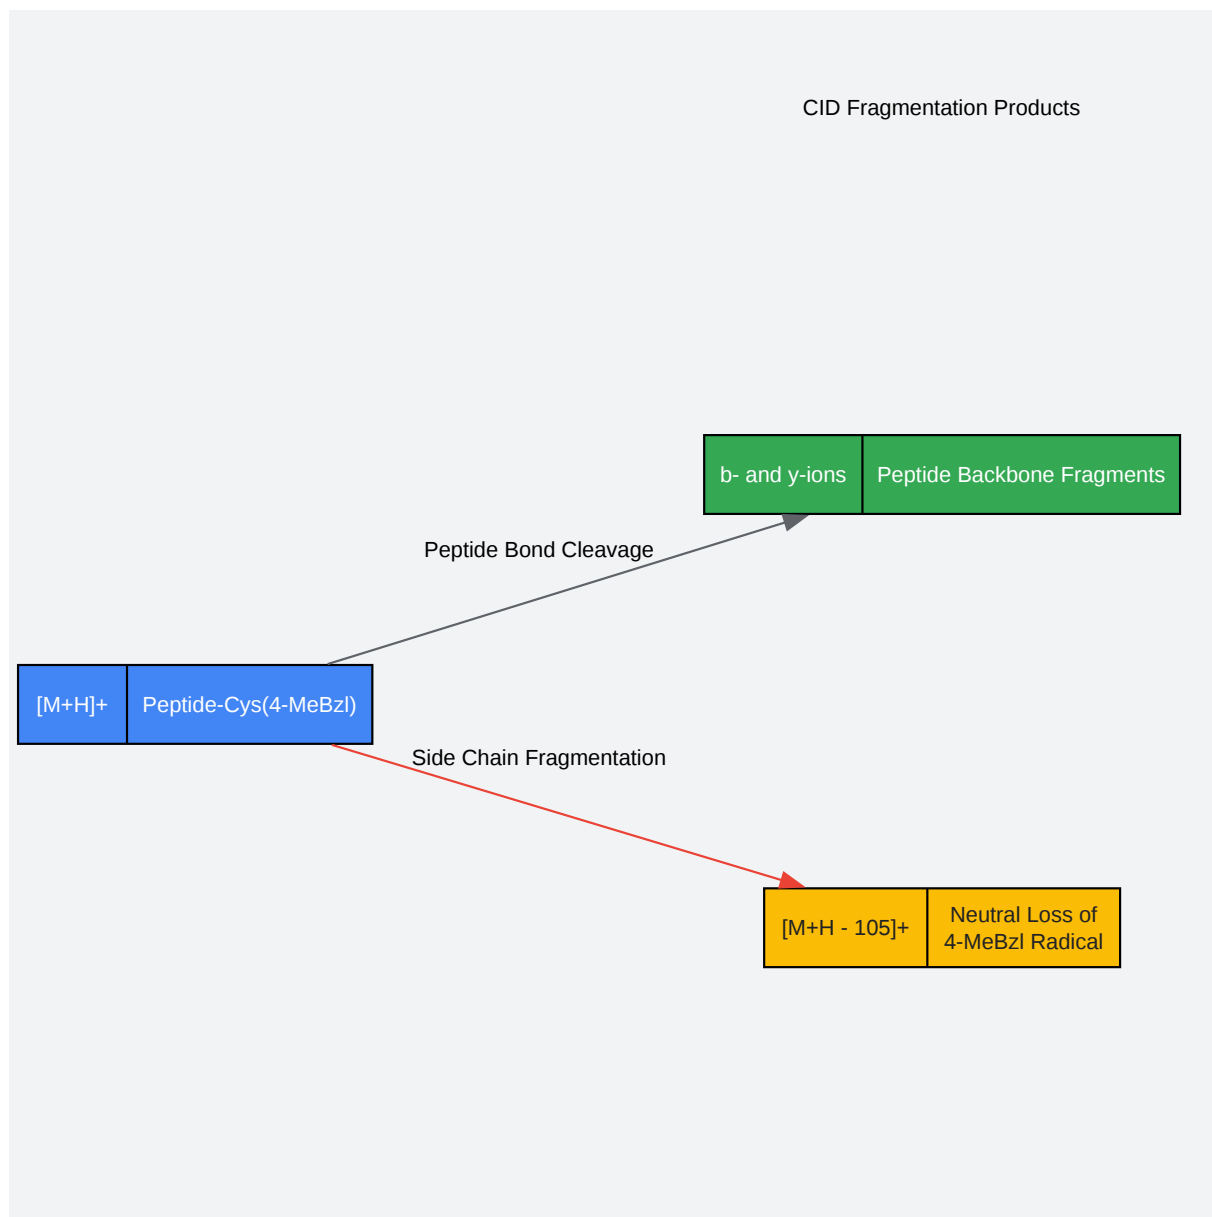 CID Fragmentation Products
b- and y-ions
Peptide Backbone Fragments
Peptide Bond Cleavage
[M+H]+
Peptide-Cys(4-MeBzl)
Side Chain Fragmentation
[M+H - 105]+
Neutral Loss of
4-MeBzl Radical